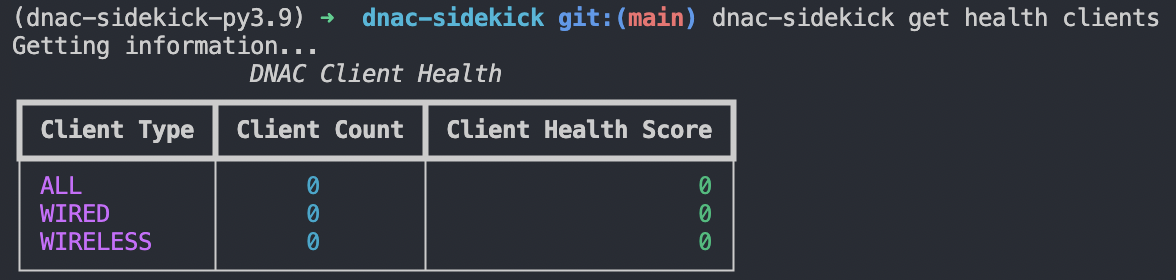 (dnac-sidekick-py3.9) ➜ dnac-sidekick git:(main) dnac-sidekick get health clients
Getting information...
DNAC Client Health
Client Type Client Count Client Health Score
ALL 0 0
WIRED 0 0
WIRELESS 0 0